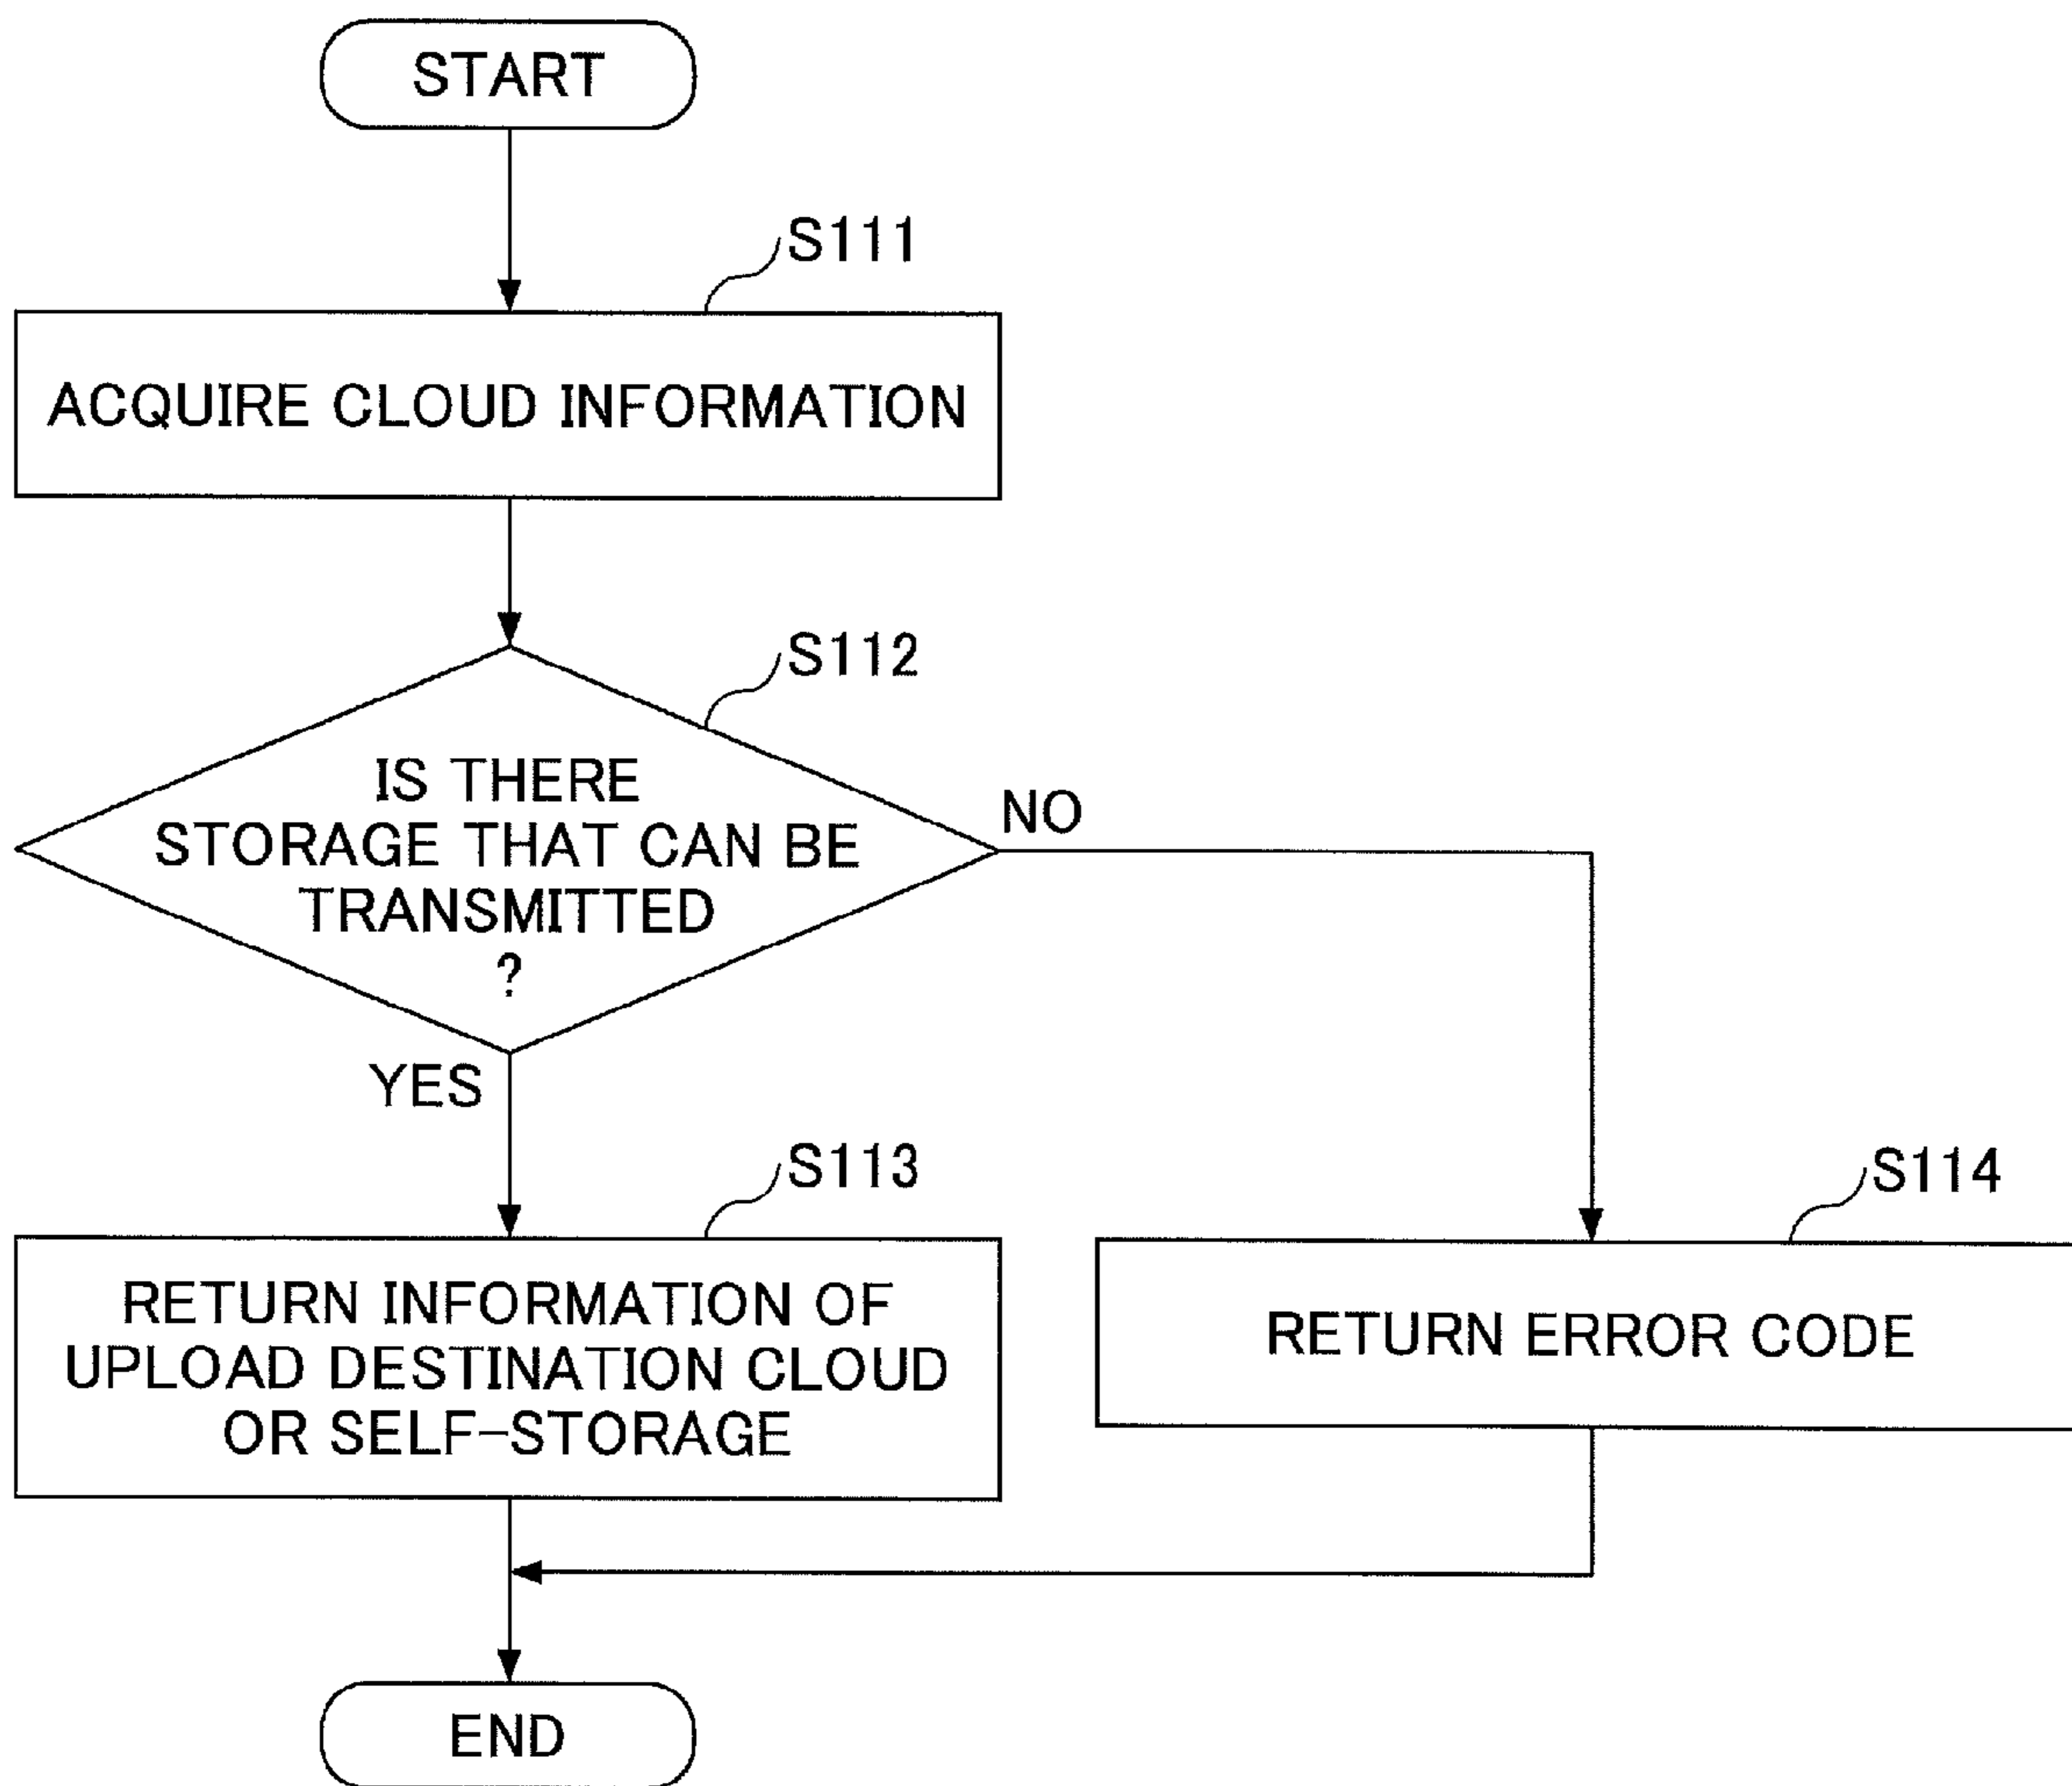 START
S111
ACQUIRE CLOUD INFORMATION
S112
IS THERE
STORAGE THAT CAN BE
TRANSMITTED
?
NO
YES
S113
RETURN INFORMATION OF
UPLOAD DESTINATION CLOUD
OR SELF-STORAGE
S114
RETURN ERROR CODE
END